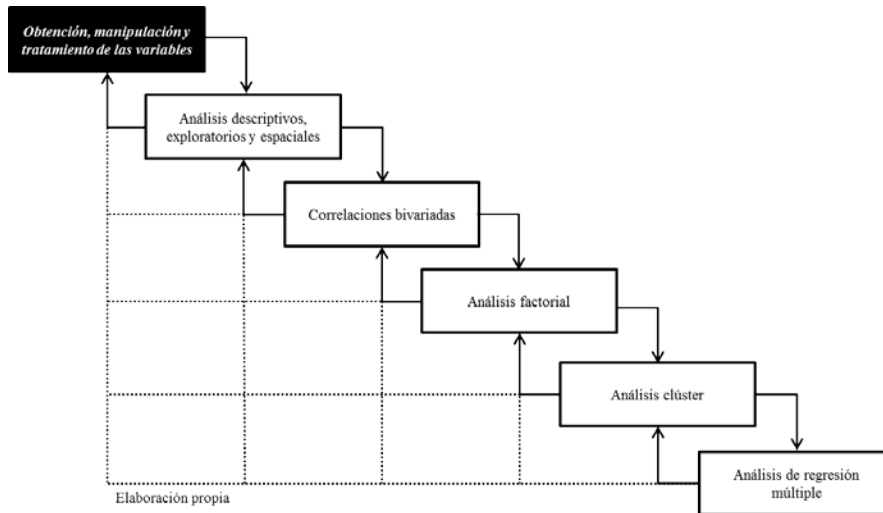 Obtención, manipulación y
tratamiento de las variables
Análisis descriptivos,
exploratorios y espaciales
Correlaciones bivariadas
Análisis factorial
Análisis clúster
Análisis de regresión
múltiple
Elaboración propia